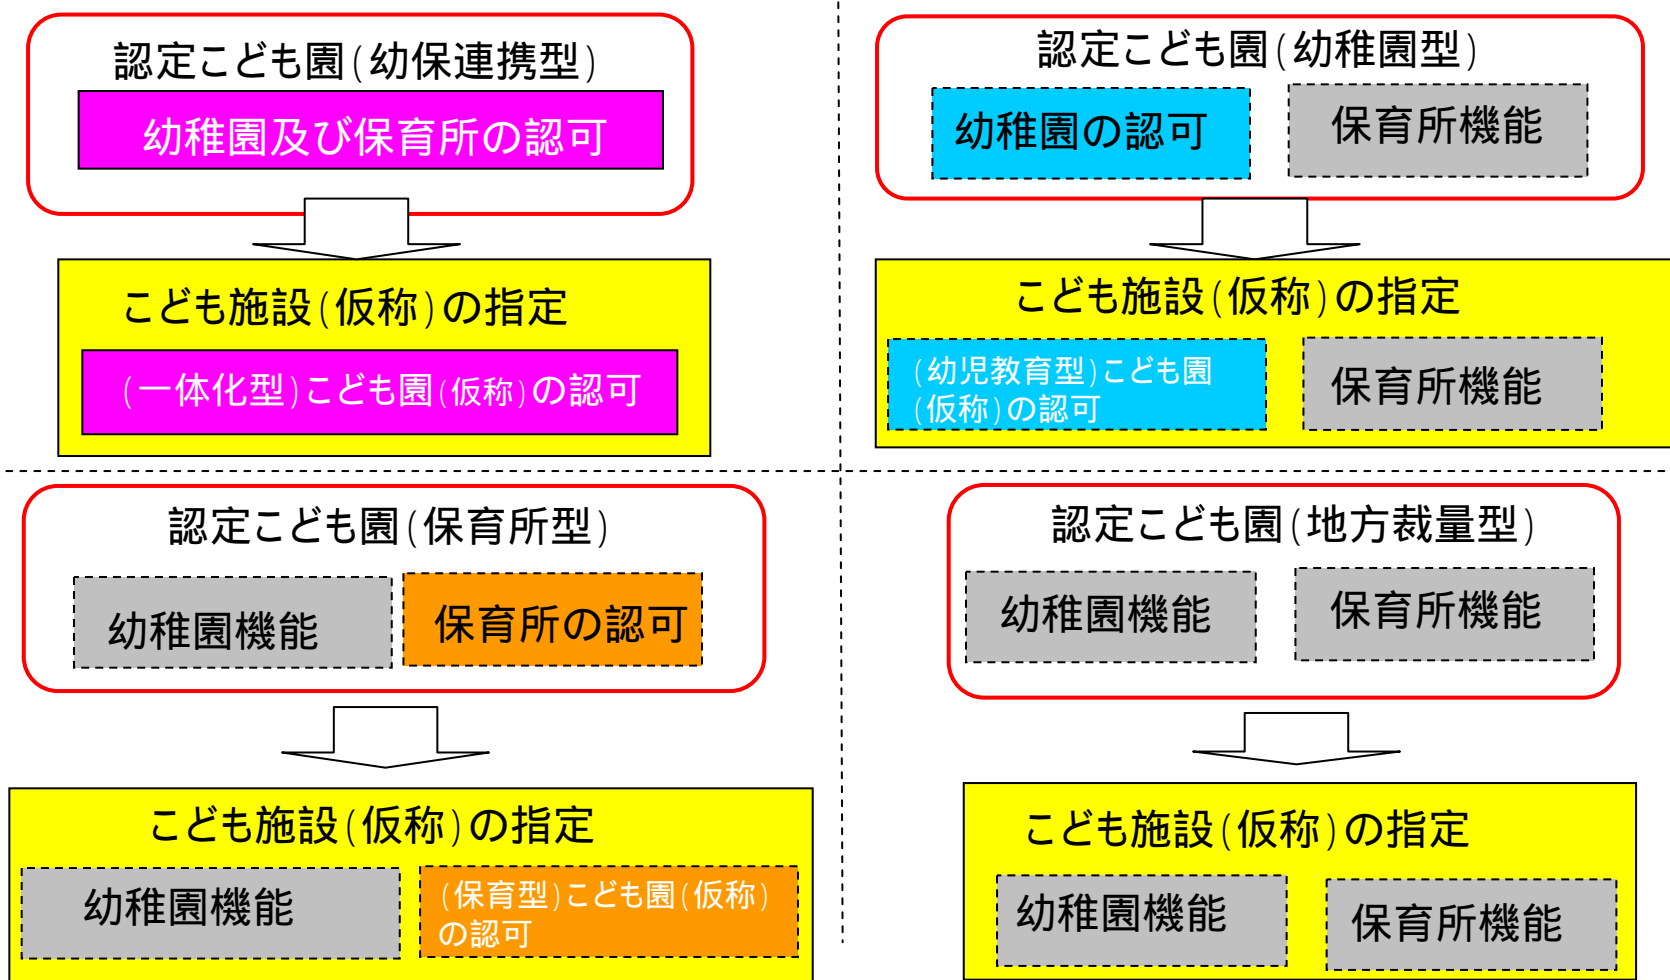 認定こども園(幼保連携型)
幼稚園及び保育所の認可
こども施設(仮称)の指定
(一体化型)こども園(仮称)の認可
認定こども園(幼稚園型)
幼稚園の認可
保育所機能
こども施設(仮称)の指定
(幼児教育型)こども園
(仮称)の認可
保育所機能
認定こども園(保育所型)
幼稚園機能
保育所の認可
こども施設(仮称)の指定
幼稚園機能
(保育型)こども園(仮称)
の認可
認定こども園(地方裁量型)
幼稚園機能
保育所機能
こども施設(仮称)の指定
幼稚園機能
保育所機能